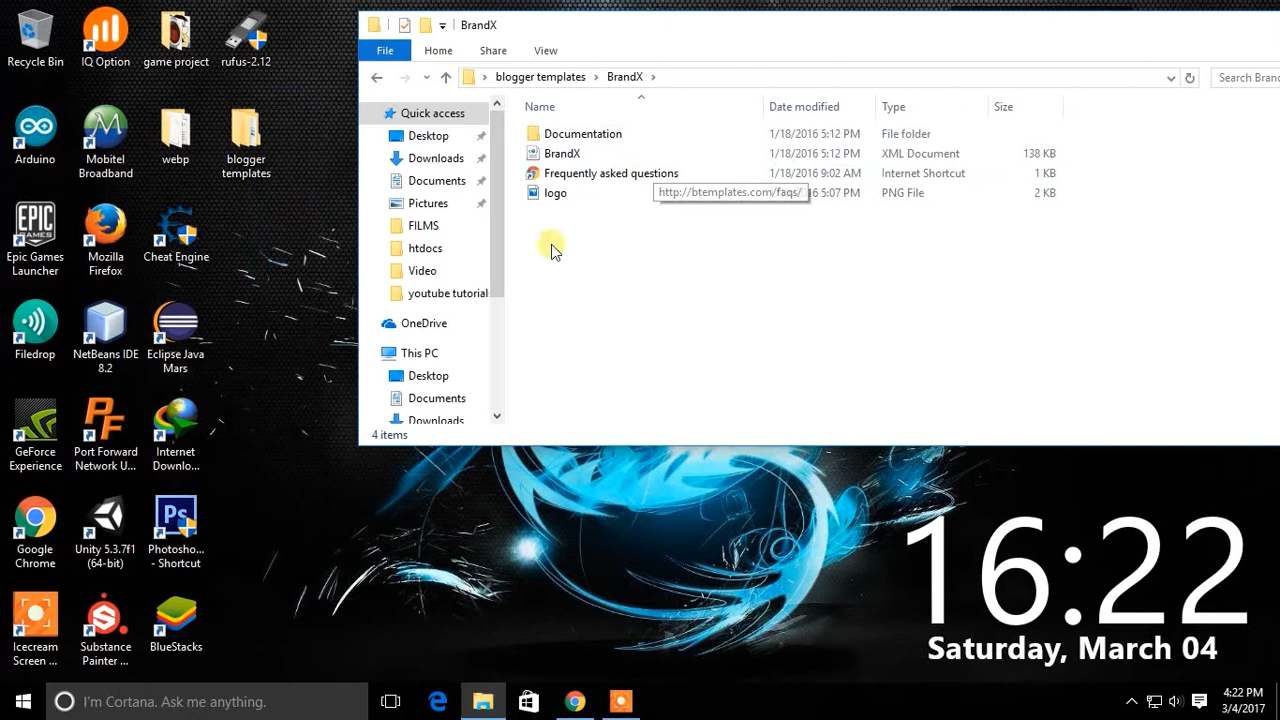 BrandX
File Home Share View
blogger templates BrandX Search Bran
Name Date modified Type Size
Quick access
Desktop
Downloads
Documents
Pictures
FILMS
htdocs
Video
youtube tutorial
OneDrive
This PC
Desktop
Documents
Downloads
Documentation 1/18/2016 5:12 PM File folder
BrandX 1/18/2016 5:12 PM XML Document 138 KB
Frequently asked questions 1/18/2016 9:02 AM Internet Shortcut 1 KB
http://btemplates.com/faqs/
logo 16 5:07 PM PNG File 2 KB
4 items
Recycle Bin
IQ Option
game project
rufus-2.12
Arduino
Mobitel
Broadband
webp
blogger
templates
Epic Games
Launcher
Mozilla
Firefox
Cheat Engine
Filedrop
NetBeans IDE
8.2
Eclipse Java
Mars
GeForce
Experience
Port Forward
Network U...
Internet
Downlo...
Google
Chrome
Unity 5.3.7f1
(64-bit)
Photosho...
- Shortcut
Icecream
Screen ...
Substance
Painter ...
BlueStacks
EPIC
GAMES
Ps
16:22
Saturday, March 04
I'm Cortana. Ask me anything.
4:22 PM
3/4/2017